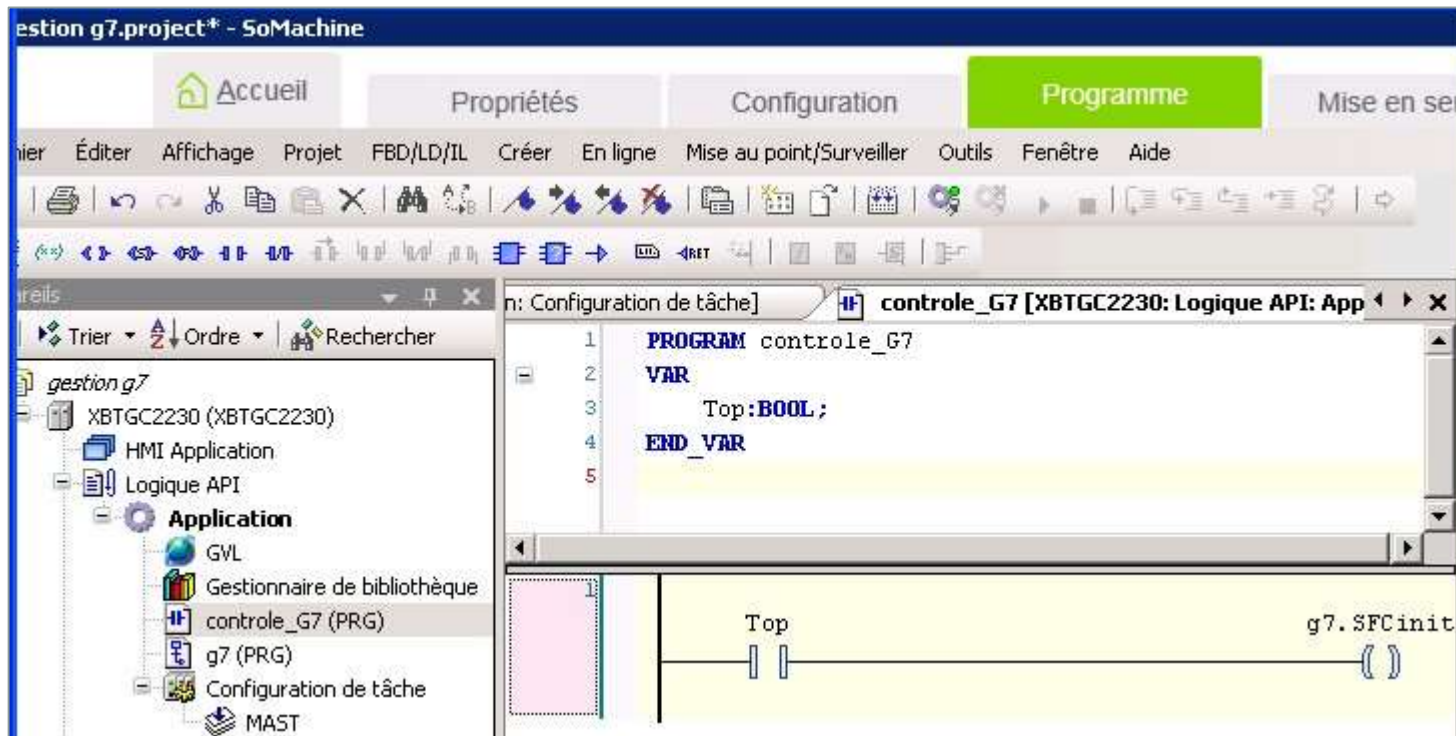 estion g7.project* - SoMachine
Accueil Propriétés Configuration Programme Mise en se
ier Éditer Affichage Projet FBD/LD/IL Créer En ligne Mise au point/Surveiller Outils Fenêtre Aide
RET
reils
Trier Ordre Rechercher
n: Configuration de tâche] controle_G7 [XBTGC2230: Logique API: App
gestion g7
XBTGC2230 (XBTGC2230)
HMI Application
Logique API
Application
GVL
Gestionnaire de bibliothèque
controle_G7 (PRG)
g7 (PRG)
Configuration de tâche
MAST
1 PROGRAM controle_G7
2 VAR
3 Top:BOOL;
4 END_VAR
5
1
Top g7.SFCinit